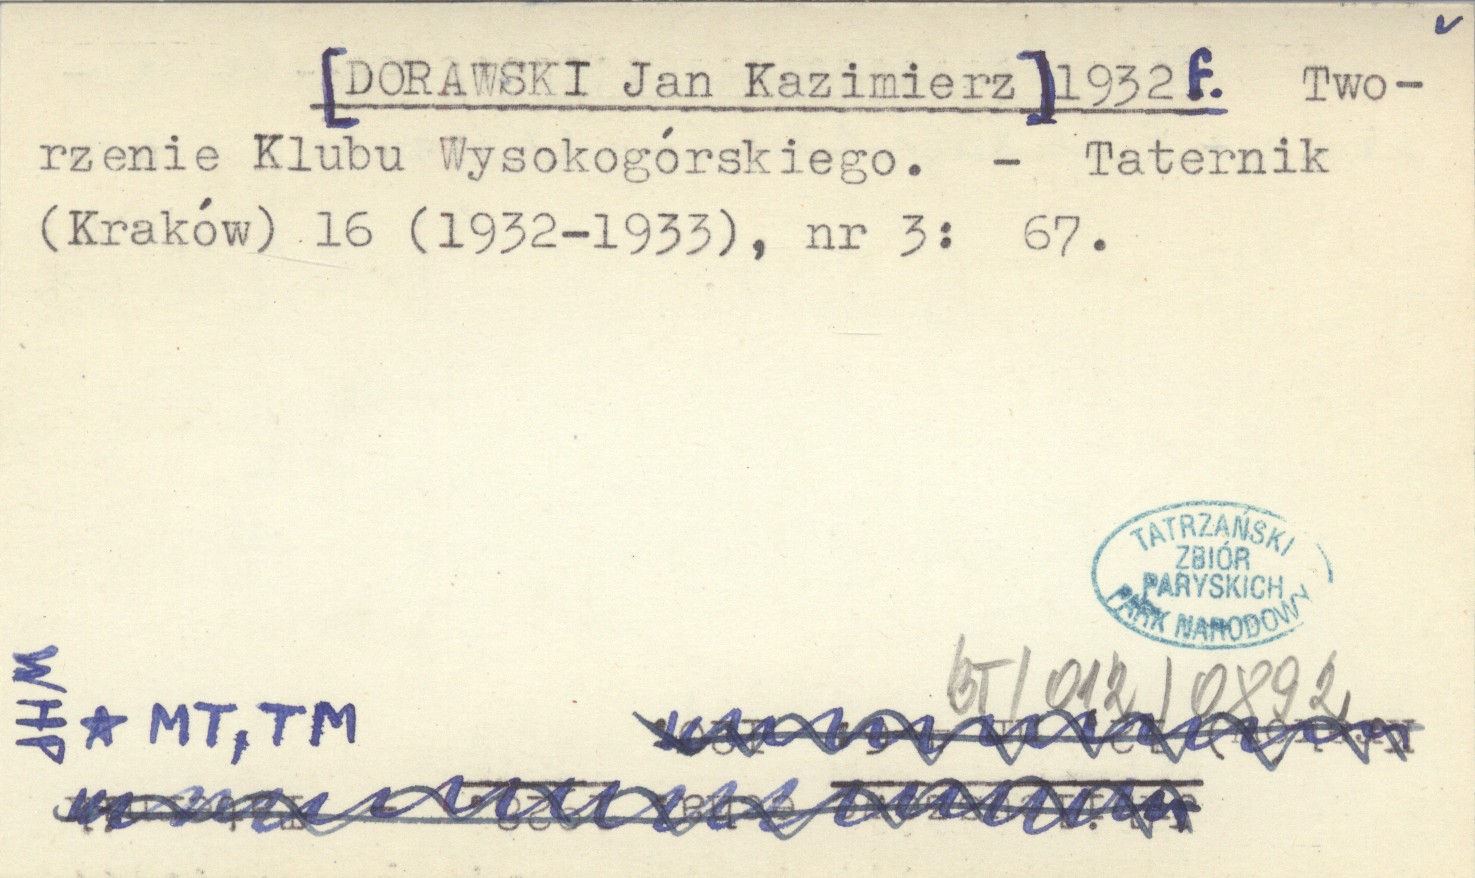 [DORAWSKI Jan Kazimierz] 1932 f. Two-
rzenie Klubu Wysokogórskiego. - Taternik
(Kraków) 16 (1932-1933), nr 3: 67.
TATRZAŃSKI
ZBIÓR
PARYSKICH
PARK NARODOWY
BT/012/0892
WHP
★ MT, TM